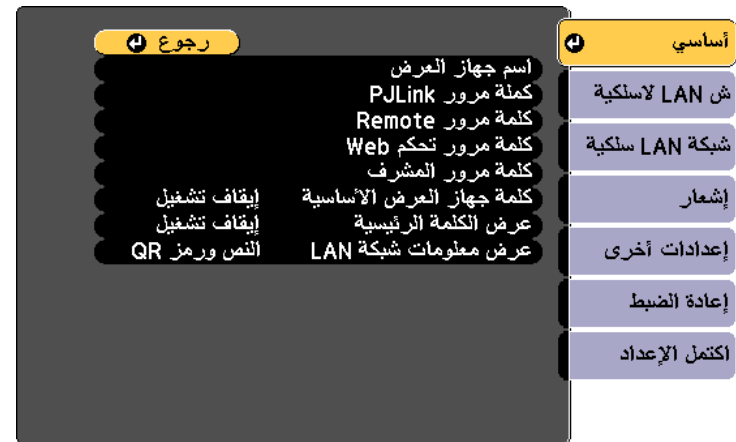 أساسي
ش LAN لاسلكية
شبكة LAN سلكية
إشعار
إعدادات أخرى
إعادة الضبط
اكتمل الإعداد
رجوع
اسم جهاز العرض
كملة مرور PJLink
كلمة مرور Remote
كلمة مرور تحكم Web
كلمة مرور المشرف
كلمة جهاز العرض الأساسية إيقاف تشغيل
عرض الكلمة الرئيسية إيقاف تشغيل
عرض معلومات شبكة LAN النص ورمز QR